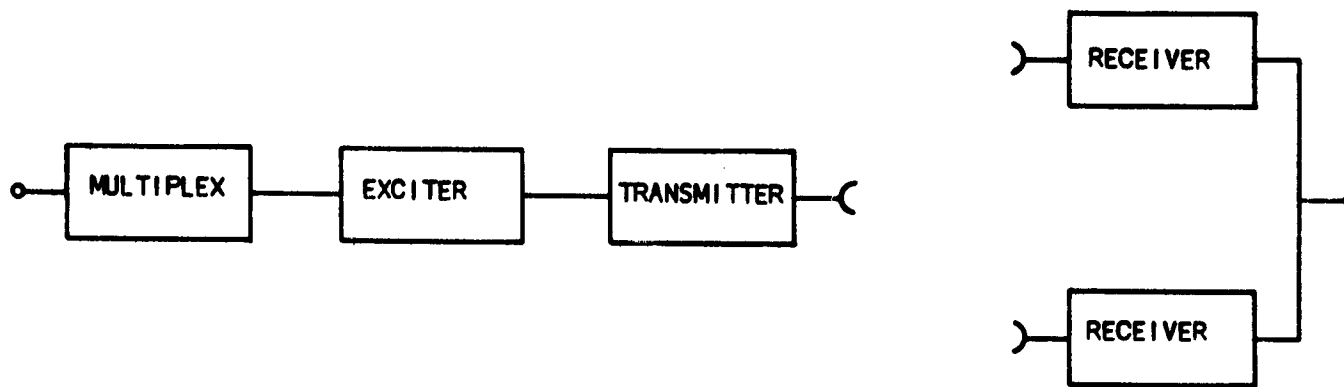 RECEIVER
MULTIPLEX
EXCITER
TRANSMITTER
RECEIVER